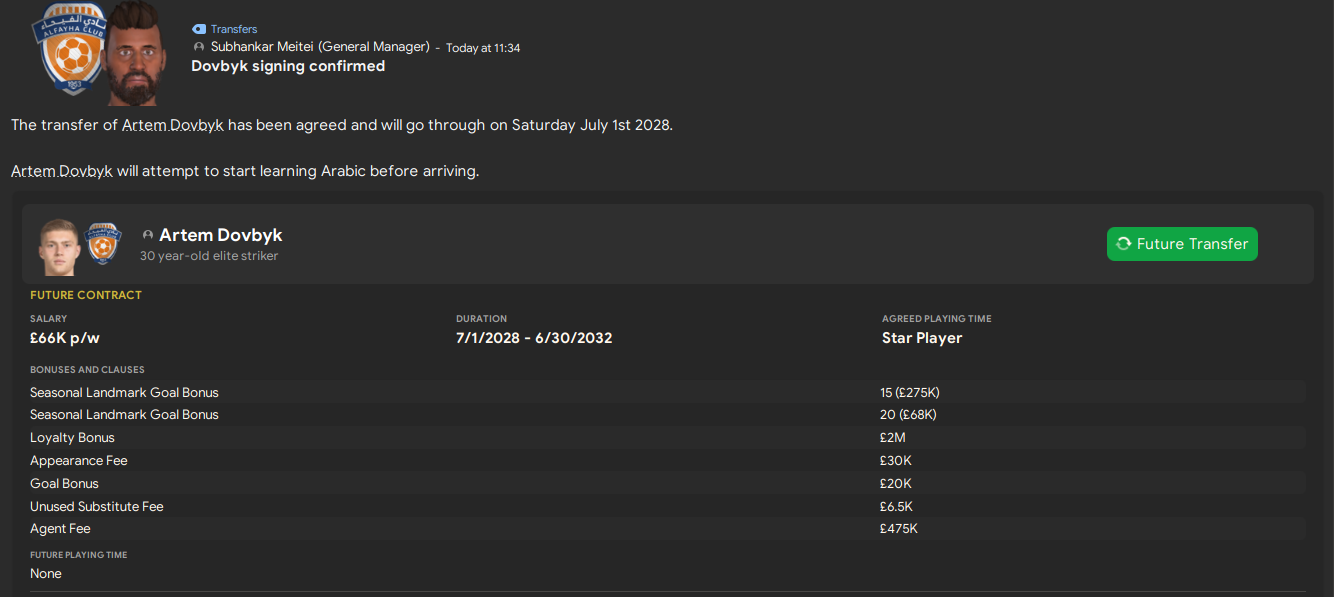 نادي الفيحاء
ALFAYHA CLUB
1953
Transfers
Subhankar Meitei (General Manager) - Today at 11:34
Dovbyk signing confirmed
The transfer of Artem Dovbyk has been agreed and will go through on Saturday July 1st 2028.
Artem Dovbyk will attempt to start learning Arabic before arriving.
Artem Dovbyk
30 year-old elite striker
Future Transfer
FUTURE CONTRACT
SALARY DURATION AGREED PLAYING TIME
£66K p/w 7/1/2028 - 6/30/2032 Star Player
BONUSES AND CLAUSES
Seasonal Landmark Goal Bonus 15 (£275K)
Seasonal Landmark Goal Bonus 20 (£68K)
Loyalty Bonus £2M
Appearance Fee £30K
Goal Bonus £20K
Unused Substitute Fee £6.5K
Agent Fee £475K
FUTURE PLAYING TIME
None